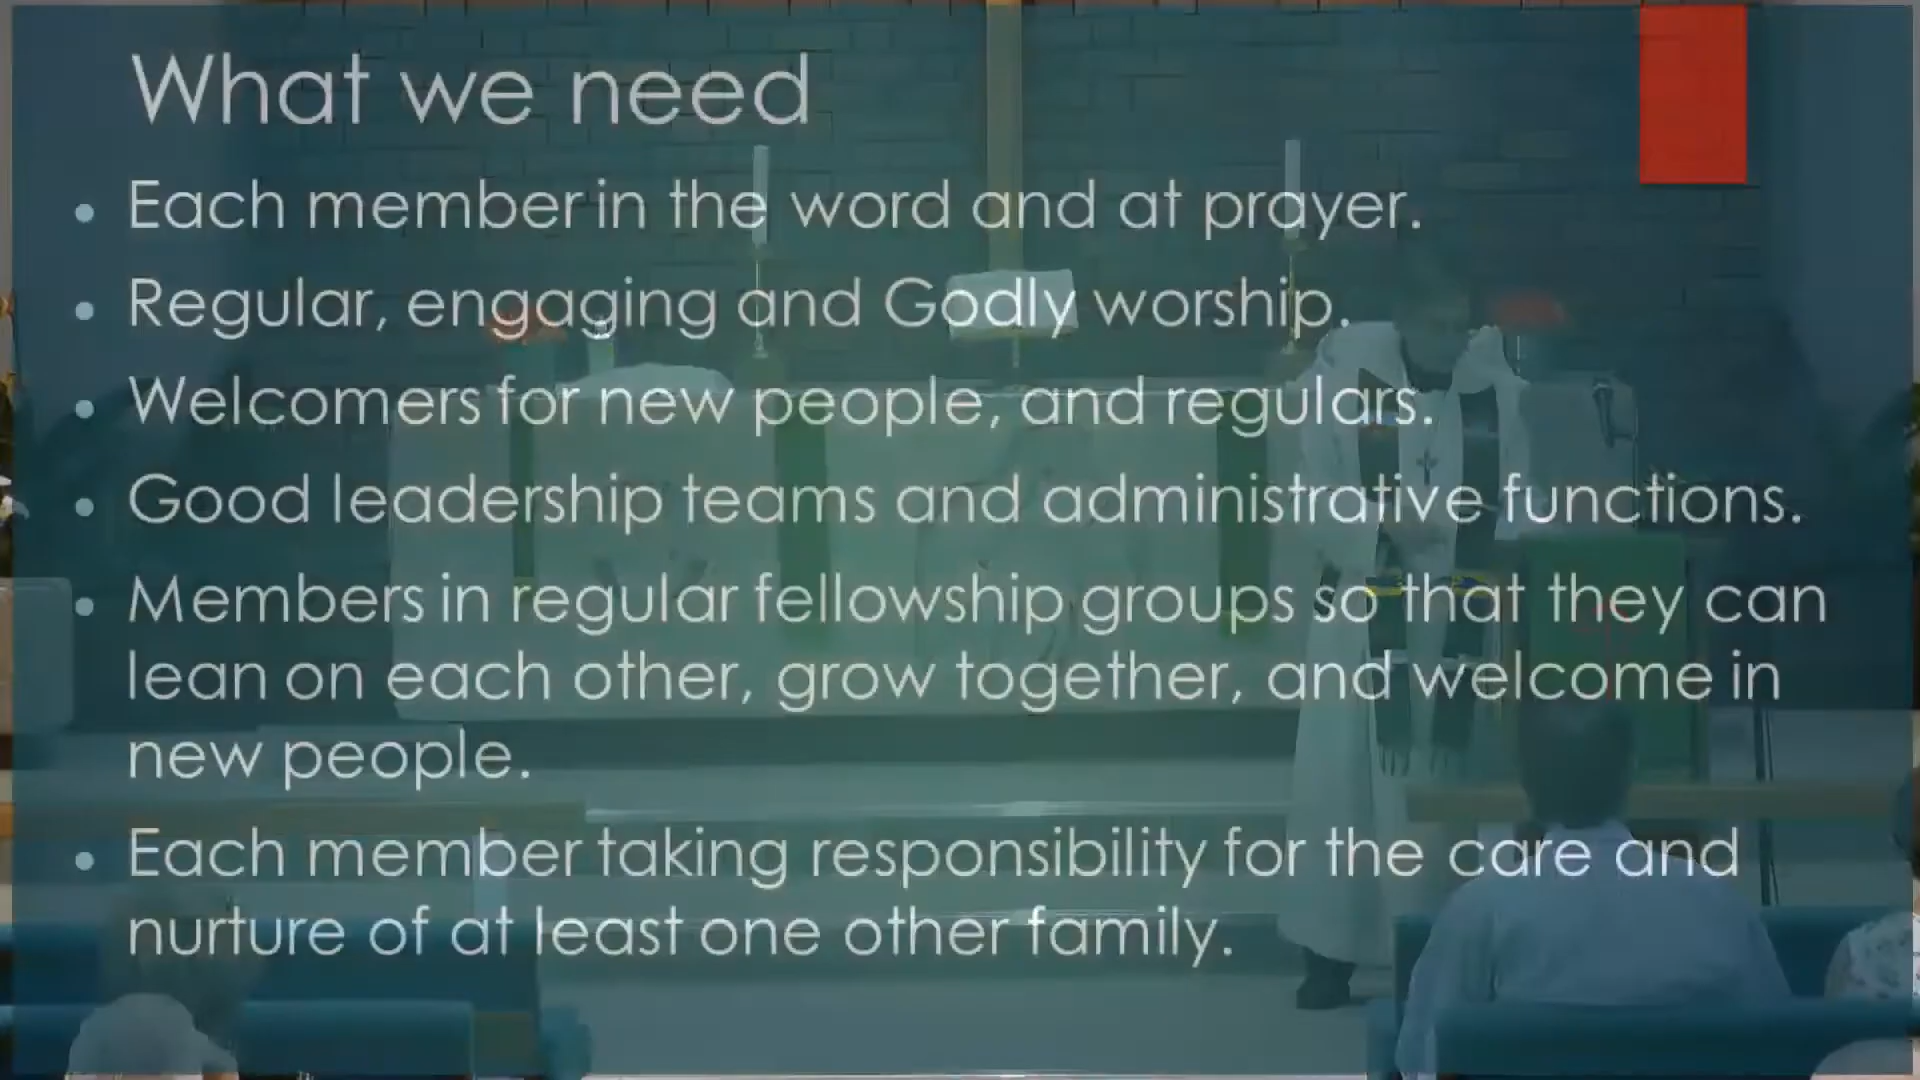 What we need
• Each member in the word and at prayer.
• Regular, engaging and Godly worship.
• Welcomers for new people, and regulars.
• Good leadership teams and administrative functions.
• Members in regular fellowship groups so that they can
lean on each other, grow together, and welcome in
new people.
• Each member taking responsibility for the care and
nurture of at least one other family.